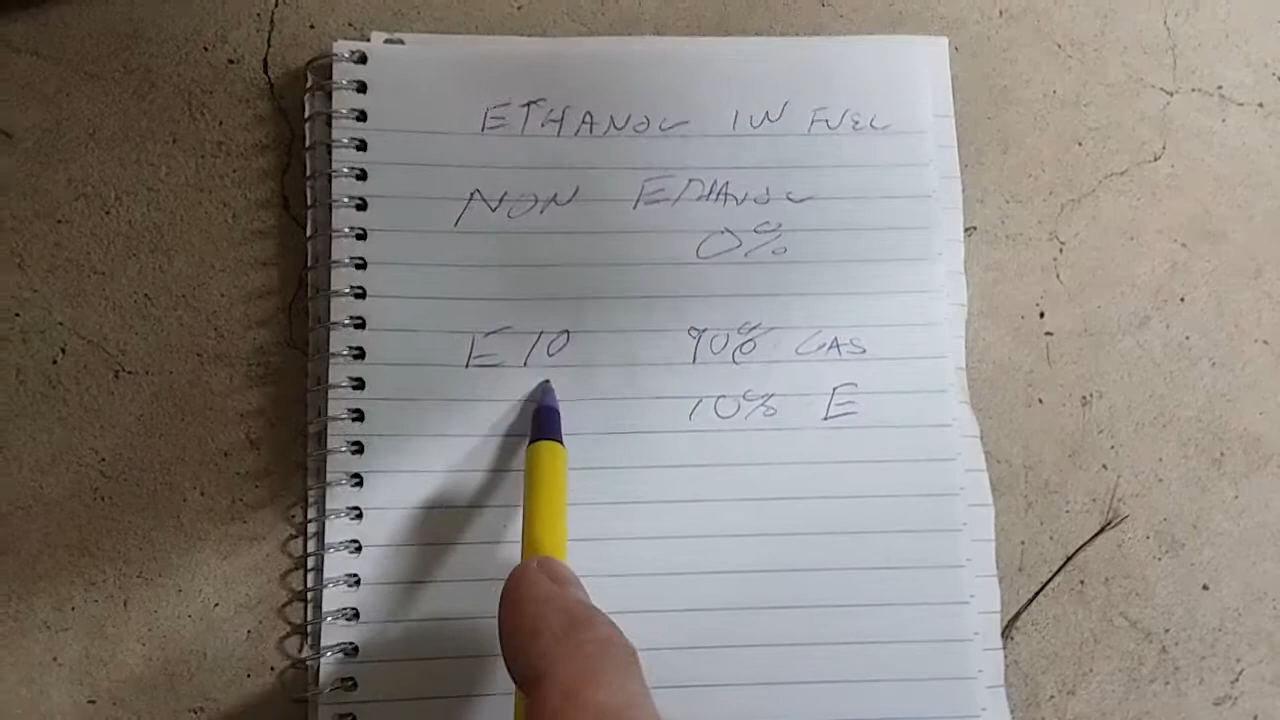 ETHANOL IN FUEL
NON ETHANOL
0%
E10 90% GAS
10% E